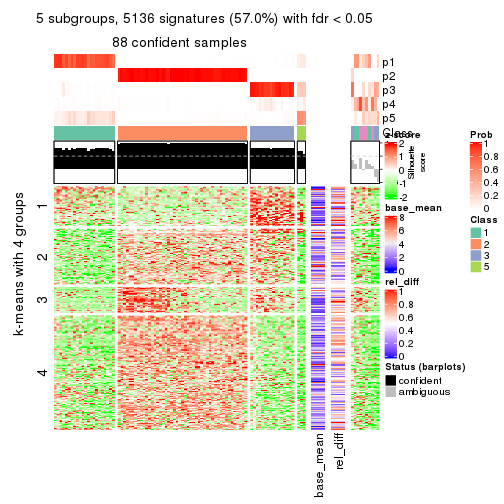 5 subgroups, 5136 signatures (57.0%) with fdr < 0.05
88 confident samples
p1
p2
p3
p4
p5
Class
z-score
2
1
0
-1
-2
Silhouette
score
Prob
1
0.8
0.6
0.4
0.2
0
Class
1
2
3
5
base_mean
8
6
4
2
0
rel_diff
1
0.8
0.6
0.4
0.2
0
Status (barplots)
confident
ambiguous
k-means with 4 groups
1
2
3
4
base_mean
rel_diff